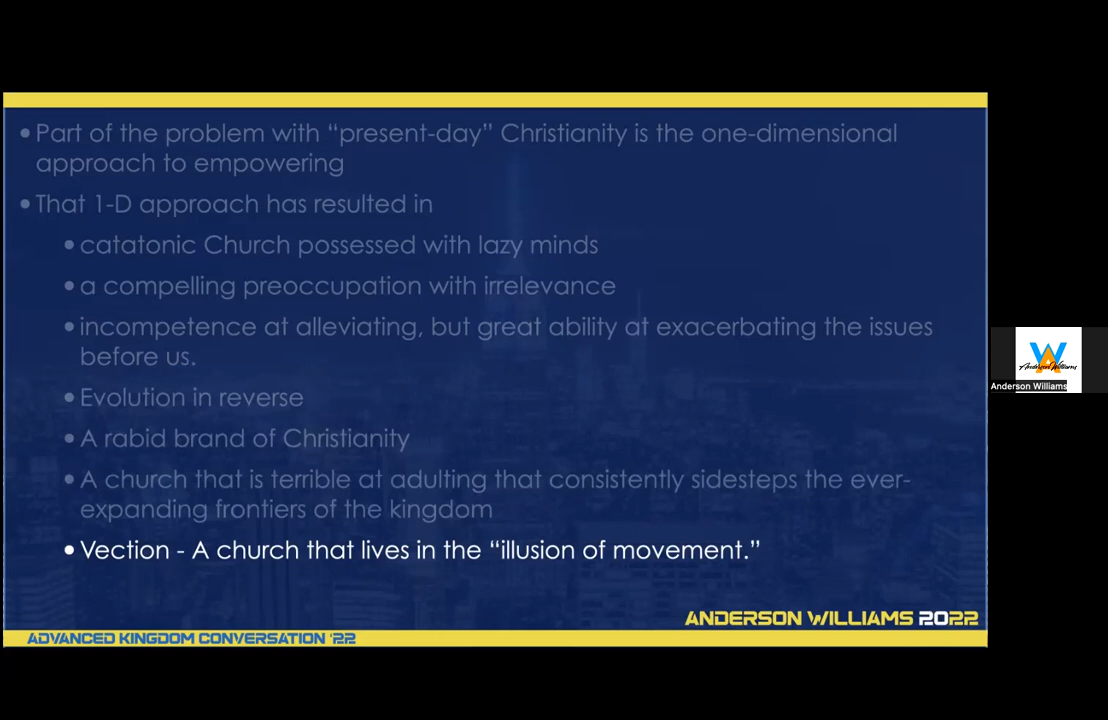 • Part of the problem with “present-day” Christianity is the one-dimensional
approach to empowering
• That 1-D approach has resulted in
• catatonic Church possessed with lazy minds
• a compelling preoccupation with irrelevance
• incompetence at alleviating, but great ability at exacerbating the issues
before us.
• Evolution in reverse
• A rabid brand of Christianity
• A church that is terrible at adulting that consistently sidesteps the ever-
expanding frontiers of the kingdom
• Vection - A church that lives in the “illusion of movement.”
ANDERSON WILLIAMS 2022
ADVANCED KINGDOM CONVERSATION ‘22
WA
Anderson Williams
Anderson Williams